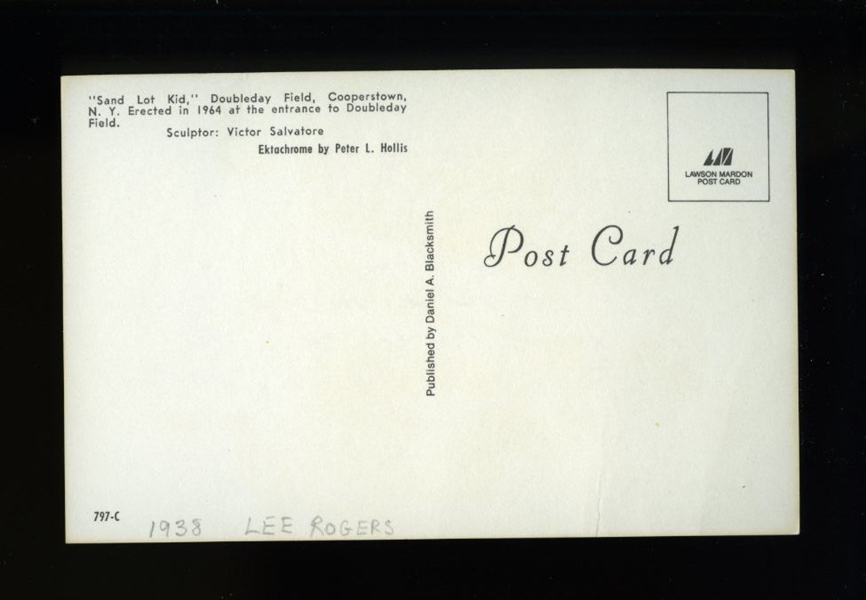 "Sand Lot Kid," Doubleday Field, Cooperstown,
N. Y. Erected in 1964 at the entrance to Doubleday
Field.
Sculptor: Victor Salvatore
Ektachrome by Peter L. Hollis
LAWSON MARDON
POST CARD
Post Card
Published by Daniel A. Blacksmith
797-C
1938 LEE ROGERS